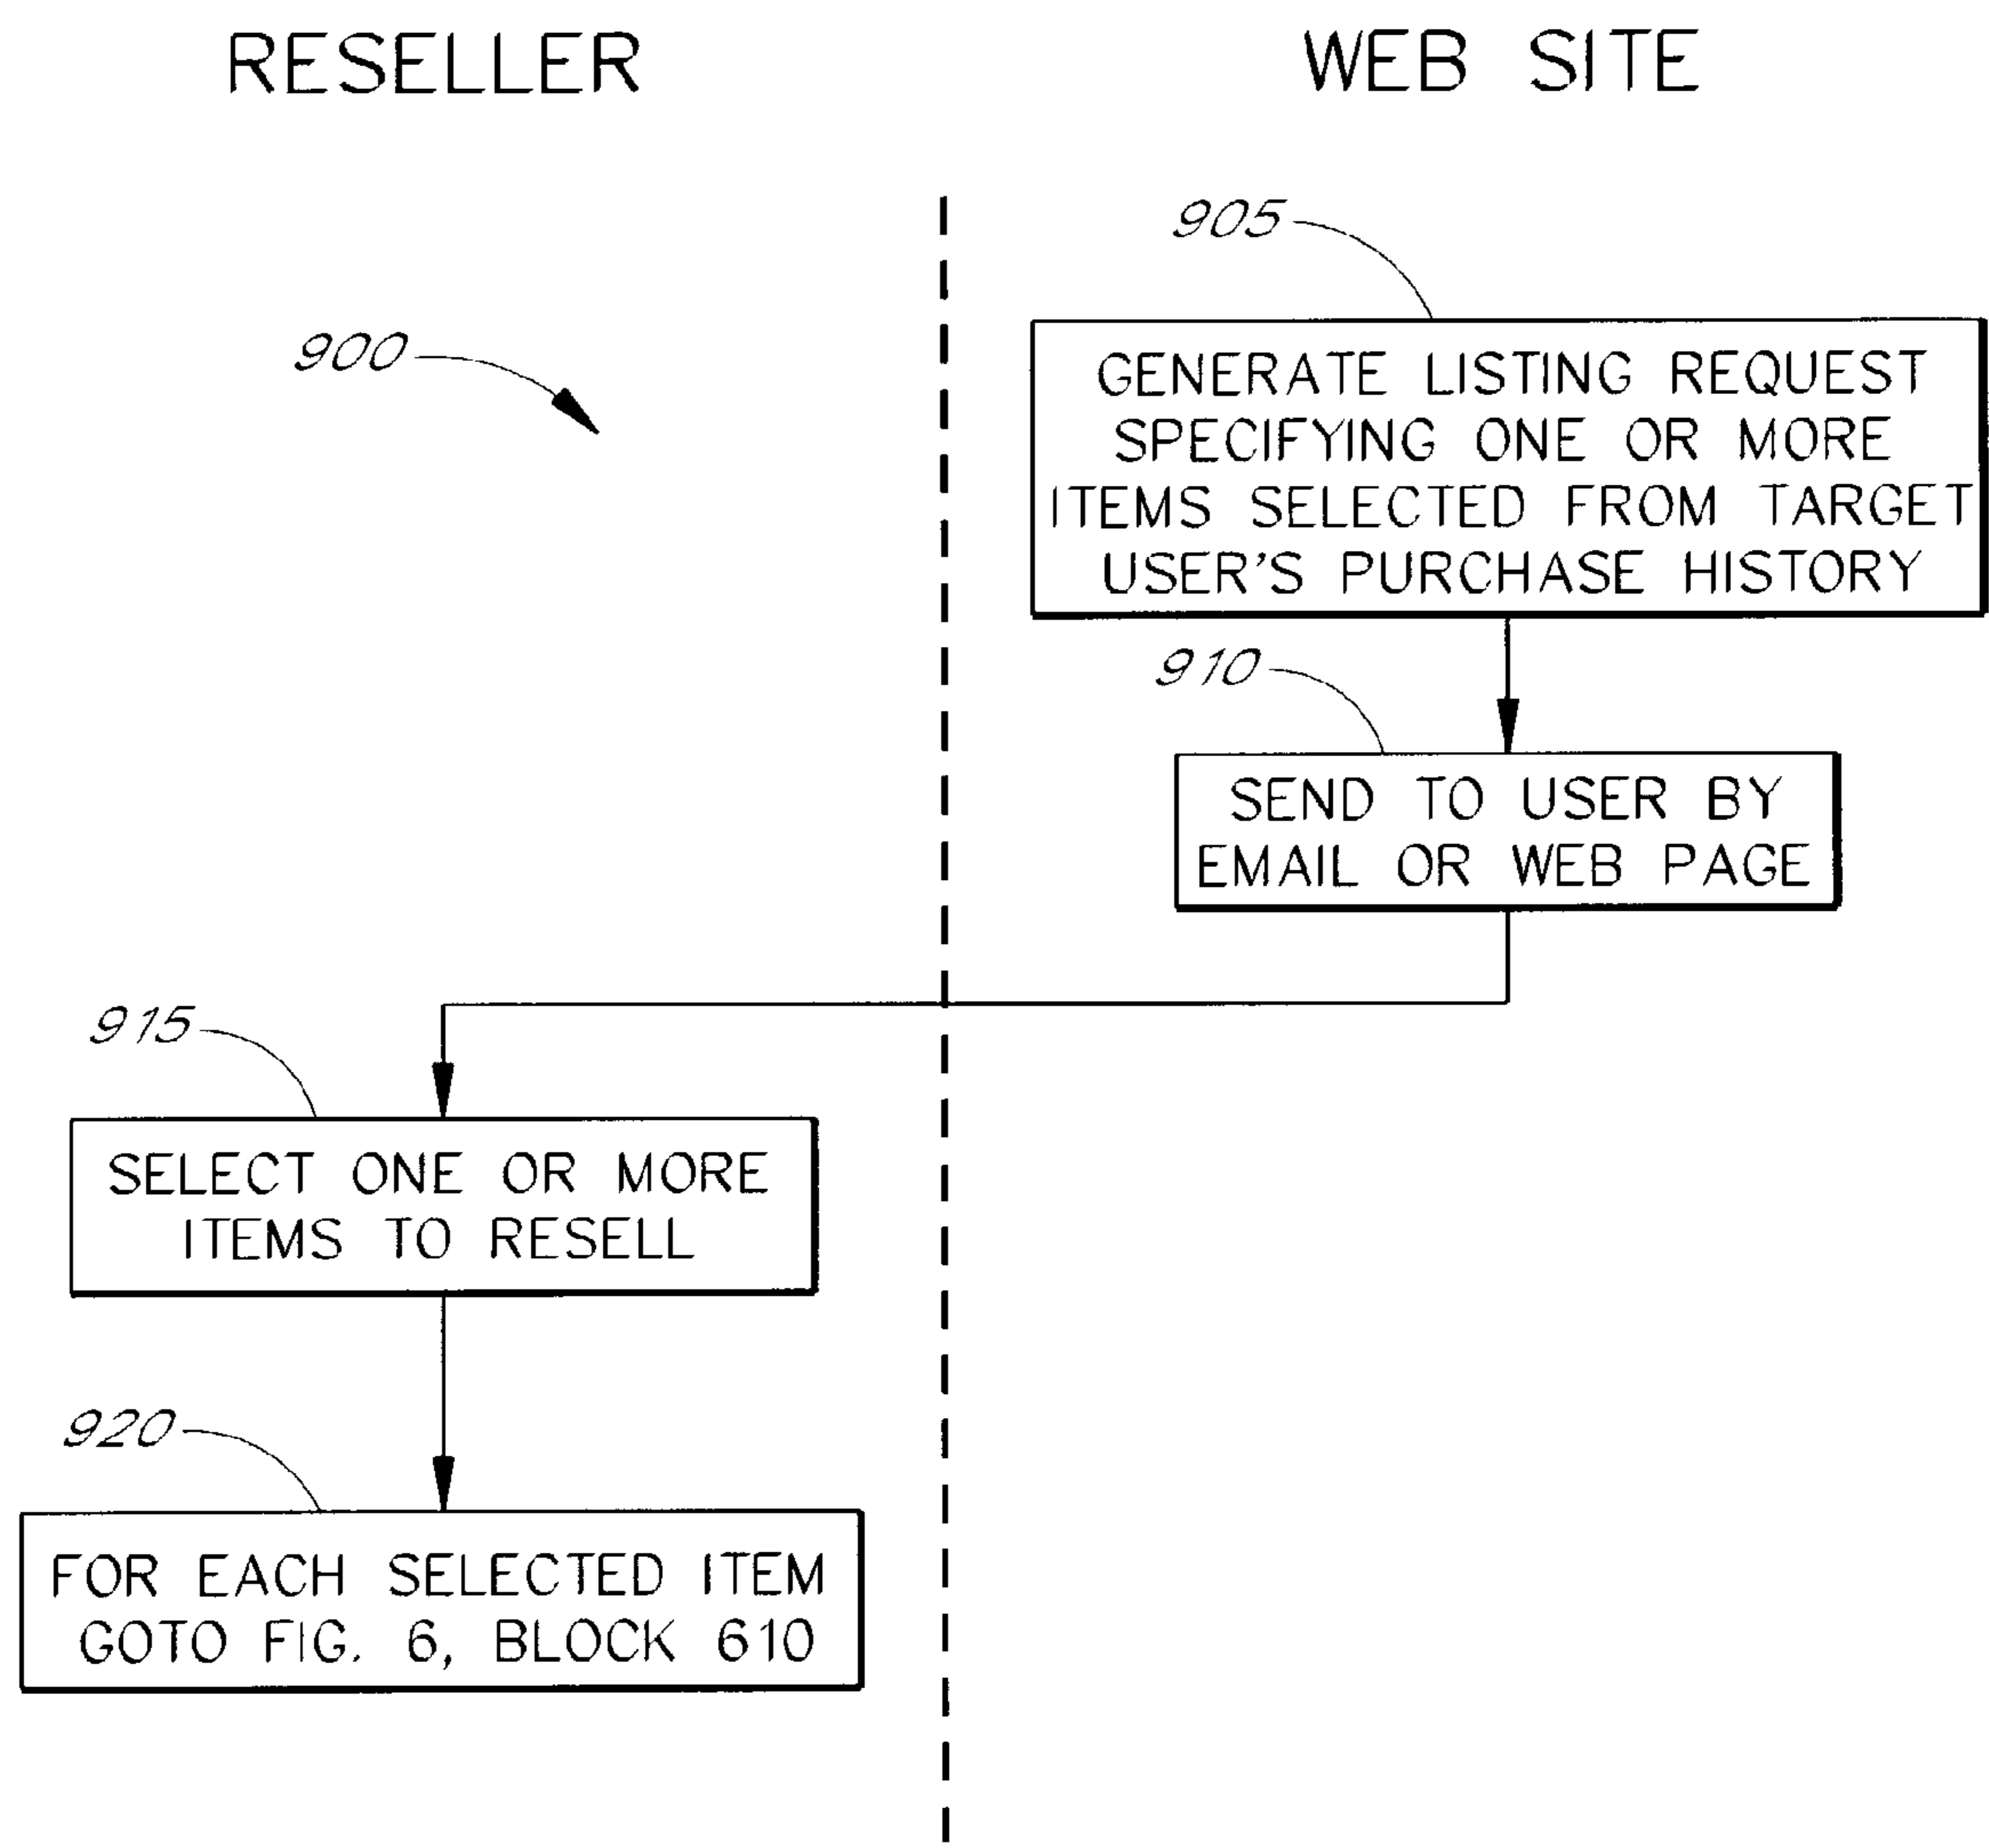 RESELLER
WEB SITE
905
900
GENERATE LISTING REQUEST
SPECIFYING ONE OR MORE
ITEMS SELECTED FROM TARGET
USER'S PURCHASE HISTORY
910
SEND TO USER BY
EMAIL OR WEB PAGE
915
SELECT ONE OR MORE
ITEMS TO RESELL
920
FOR EACH SELECTED ITEM
GOTO FIG. 6, BLOCK 610